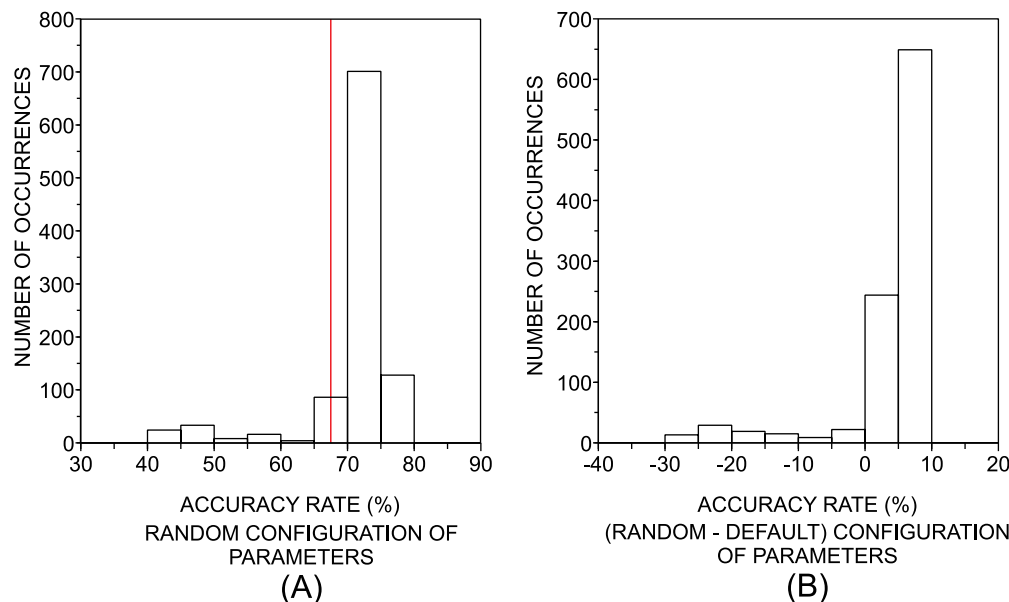 800
700
600
500
400
300
200
100
0
NUMBER OF OCCURRENCES
30 40 50 60 70 80 90
ACCURACY RATE (%)
RANDOM CONFIGURATION OF
PARAMETERS
(A)
700
600
500
400
300
200
100
0
NUMBER OF OCCURRENCES
-40 -30 -20 -10 0 10 20
ACCURACY RATE (%)
(RANDOM - DEFAULT) CONFIGURATION
OF PARAMETERS
(B)